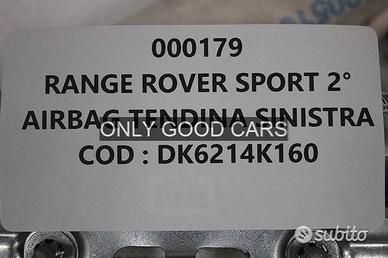 000179
RANGE ROVER SPORT 2°
AIRBAG TENDINA SINISTRA
ONLY GOOD CARS
COD : DK6214K160
subito